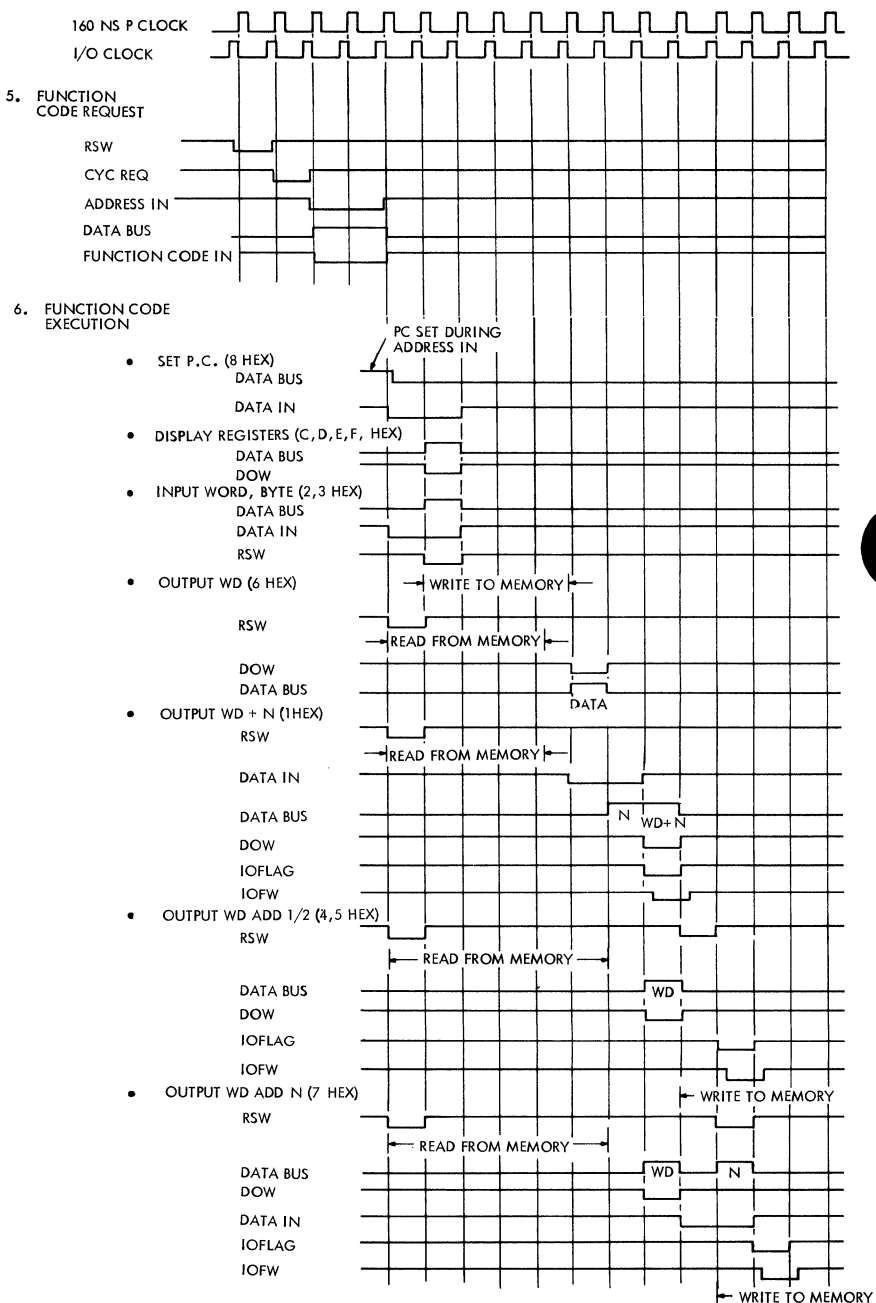 160 NS P CLOCK
I/O CLOCK
5. FUNCTION
CODE REQUEST
RSW
CYC REQ
ADDRESS IN
DATA BUS
FUNCTION CODE IN
6. FUNCTION CODE
EXECUTION
PC SET DURING
ADDRESS IN
• SET P.C. (8 HEX)
DATA BUS
DATA IN
• DISPLAY REGISTERS (C,D,E,F, HEX)
DATA BUS
DOW
• INPUT WORD, BYTE (2,3 HEX)
DATA BUS
DATA IN
RSW
• OUTPUT WD (6 HEX) WRITE TO MEMORY
RSW
READ FROM MEMORY
DOW
DATA BUS
DATA
• OUTPUT WD + N (1HEX)
RSW
READ FROM MEMORY
DATA IN
DATA BUS N WD+N
DOW
IOFLAG
IOFW
• OUTPUT WD ADD 1/2 (4,5 HEX)
RSW
READ FROM MEMORY
DATA BUS WD
DOW
IOFLAG
IOFW
• OUTPUT WD ADD N (7 HEX) WRITE TO MEMORY
RSW
READ FROM MEMORY
DATA BUS WD N
DOW
DATA IN
IOFLAG
IOFW
WRITE TO MEMORY